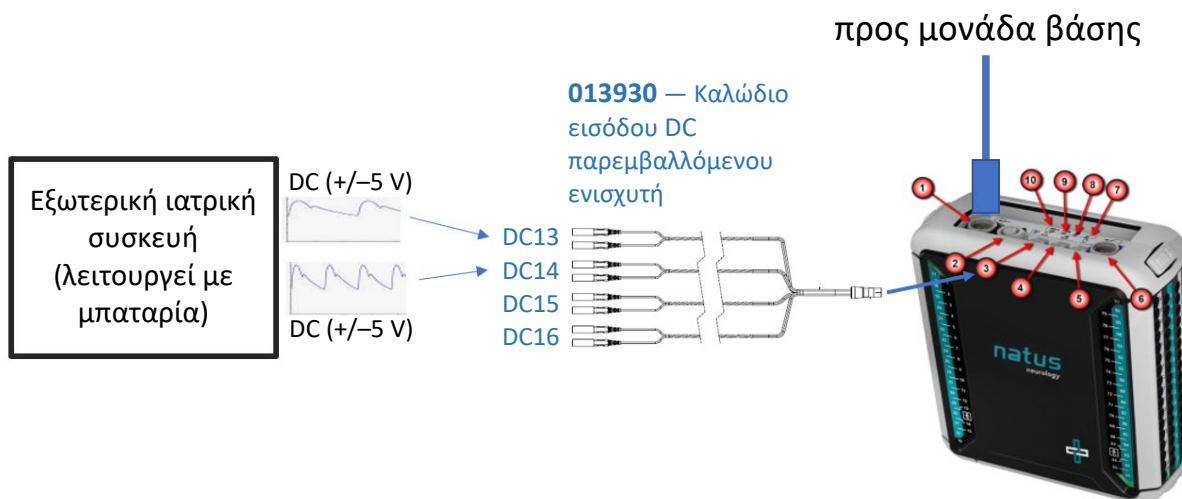 προς μονάδα βάσης
013930 — Καλώδιο
εισόδου DC
παρεμβαλλόμενου
ενισχυτή
Εξωτερική ιατρική
συσκευή
(λειτουργεί με
μπαταρία)
DC (+/–5 V)
DC (+/–5 V)
DC13
DC14
DC15
DC16
1
10
9
8
7
2
3
4
5
6
natus
neurology